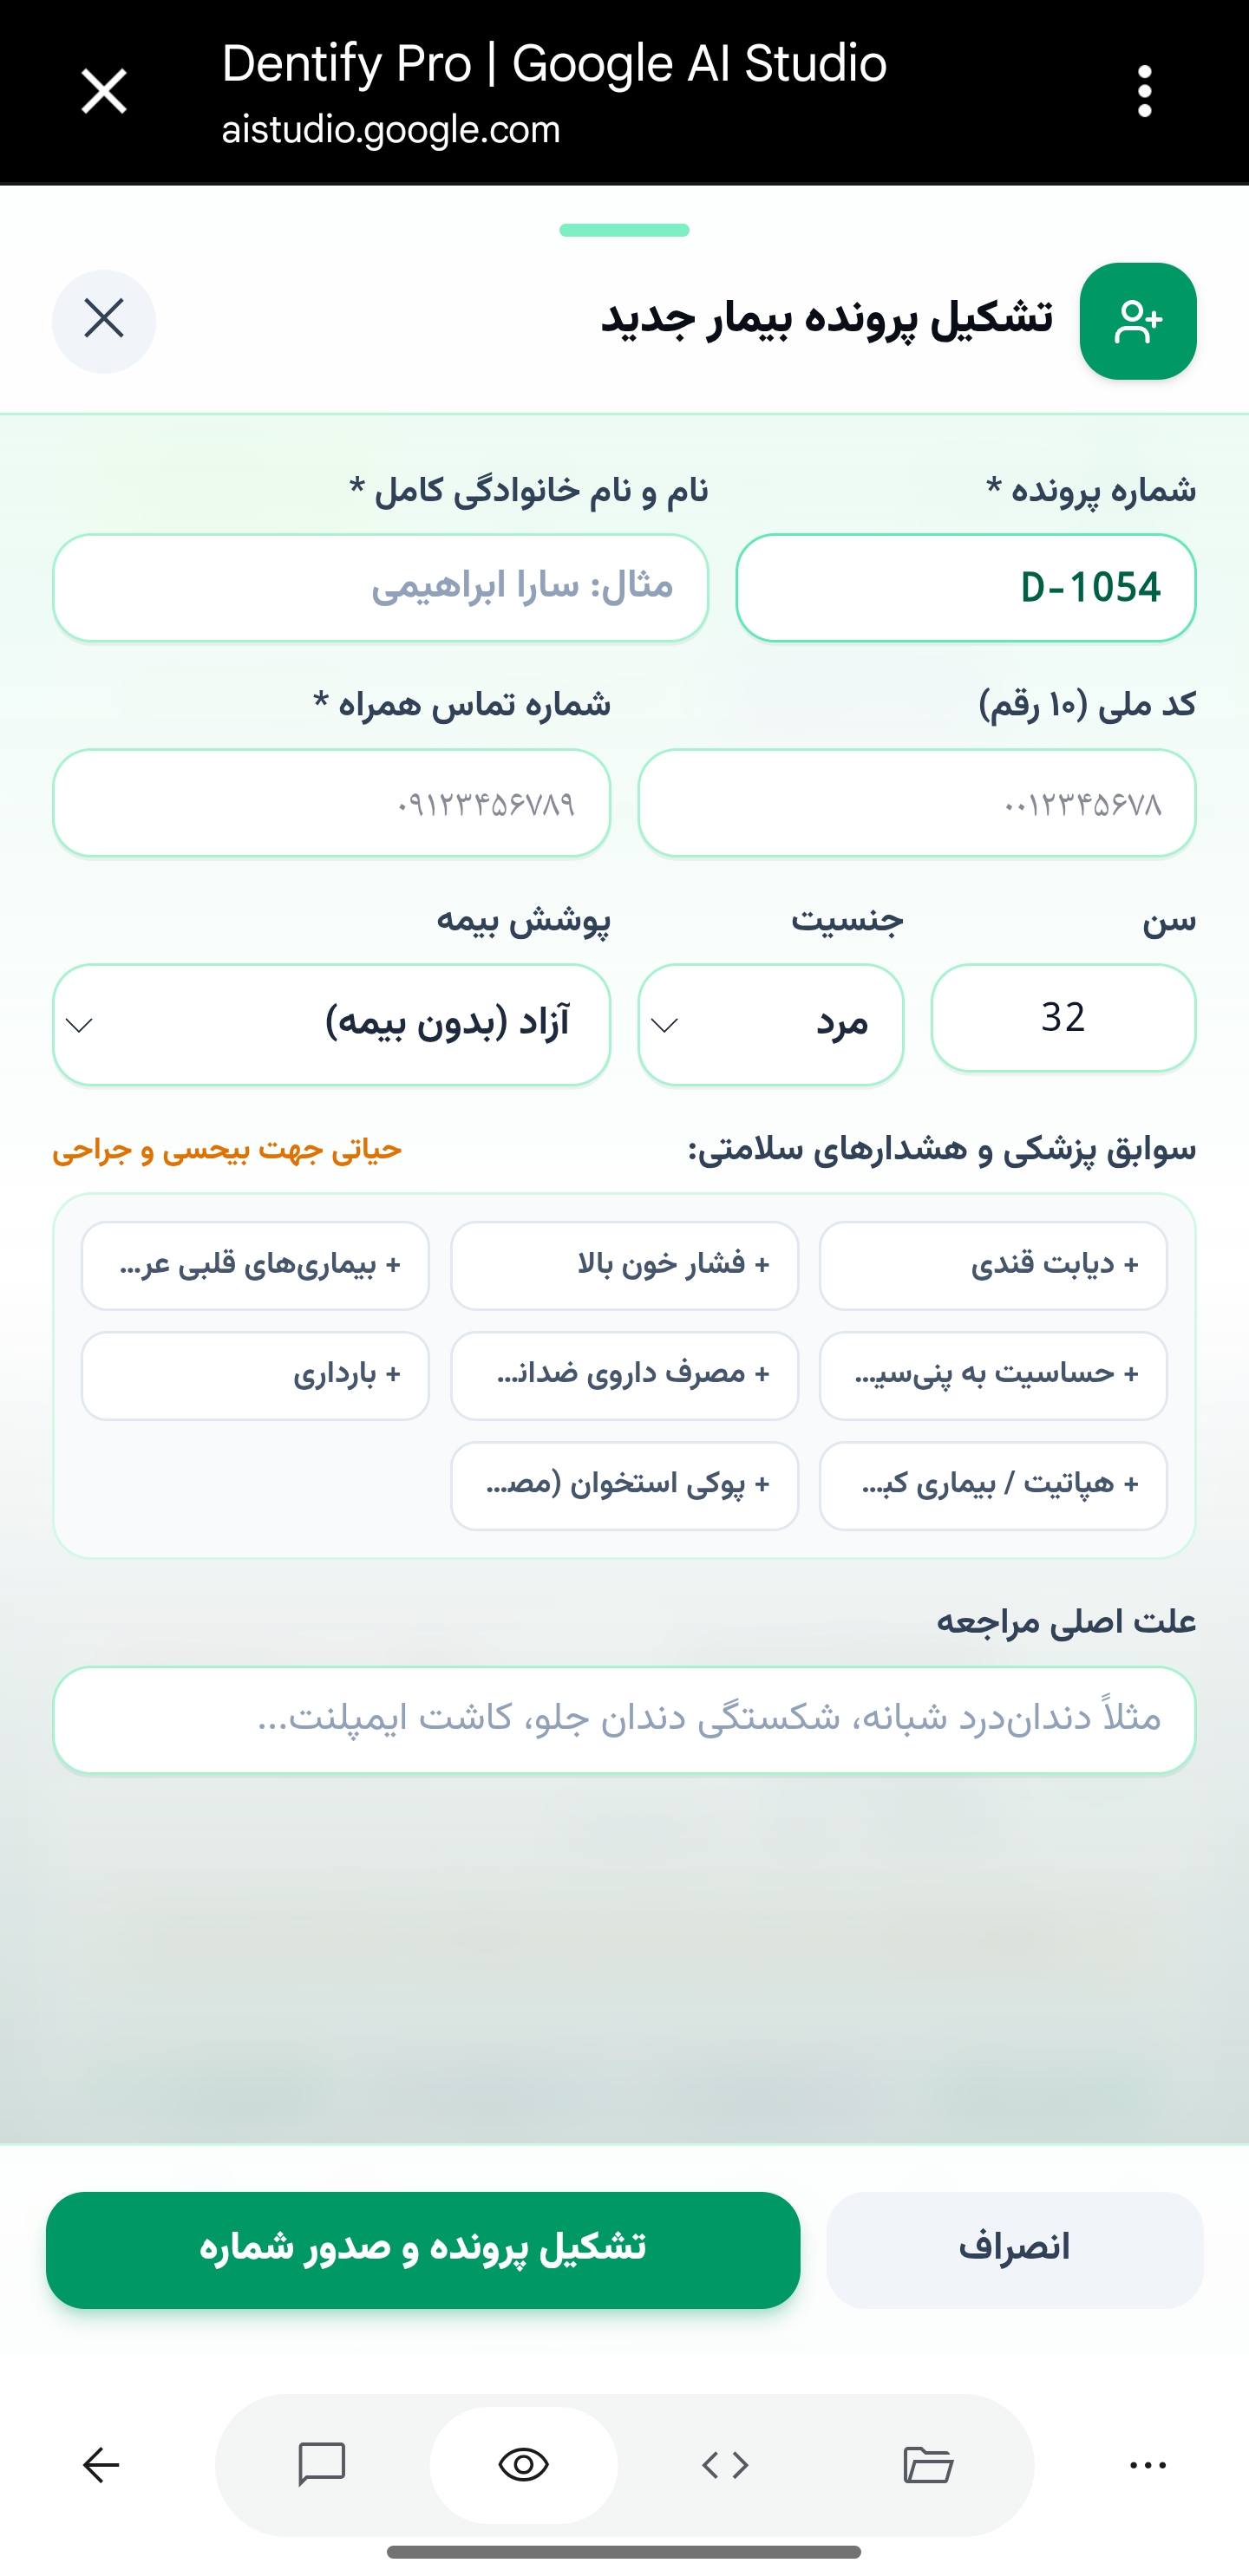 Dentify Pro | Google AI Studio
aistudio.google.com
تشکیل پرونده بیمار جدید
شماره پرونده *
نام و نام خانوادگی کامل *
D-1054
مثال: سارا ابراهیمی
کد ملی (۱۰ رقم)
شماره تماس همراه *
۰۰۱۲۳۴۵۶۷۸
۰۹۱۲۳۴۵۶۷۸۹
سن
جنسیت
پوشش بیمه
32
مرد
آزاد (بدون بیمه)
سوابق پزشکی و هشدارهای سلامتی:
حیاتی جهت بیحسی و جراحی
+ دیابت قندی
+ فشار خون بالا
+ بیماری‌های قلبی عر...
+ حساسیت به پنی‌سی...
+ مصرف داروی ضدان...
+ بارداری
+ هپاتیت / بیماری کب...
+ پوکی استخوان (مص...
علت اصلی مراجعه
مثلاً دندان‌درد شبانه، شکستگی دندان جلو، کاشت ایمپلنت...
انصراف
تشکیل پرونده و صدور شماره